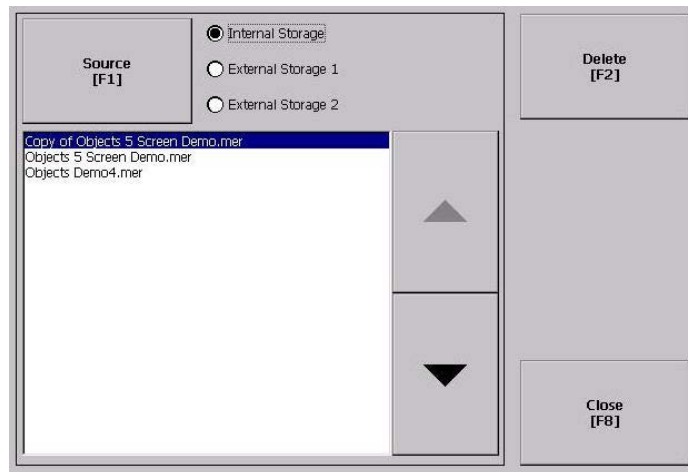 Source
[F1]
Internal Storage
External Storage 1
External Storage 2
Delete
[F2]
Copy of Objects 5 Screen Demo.mer
Objects 5 Screen Demo.mer
Objects Demo4.mer
Close
[F8]